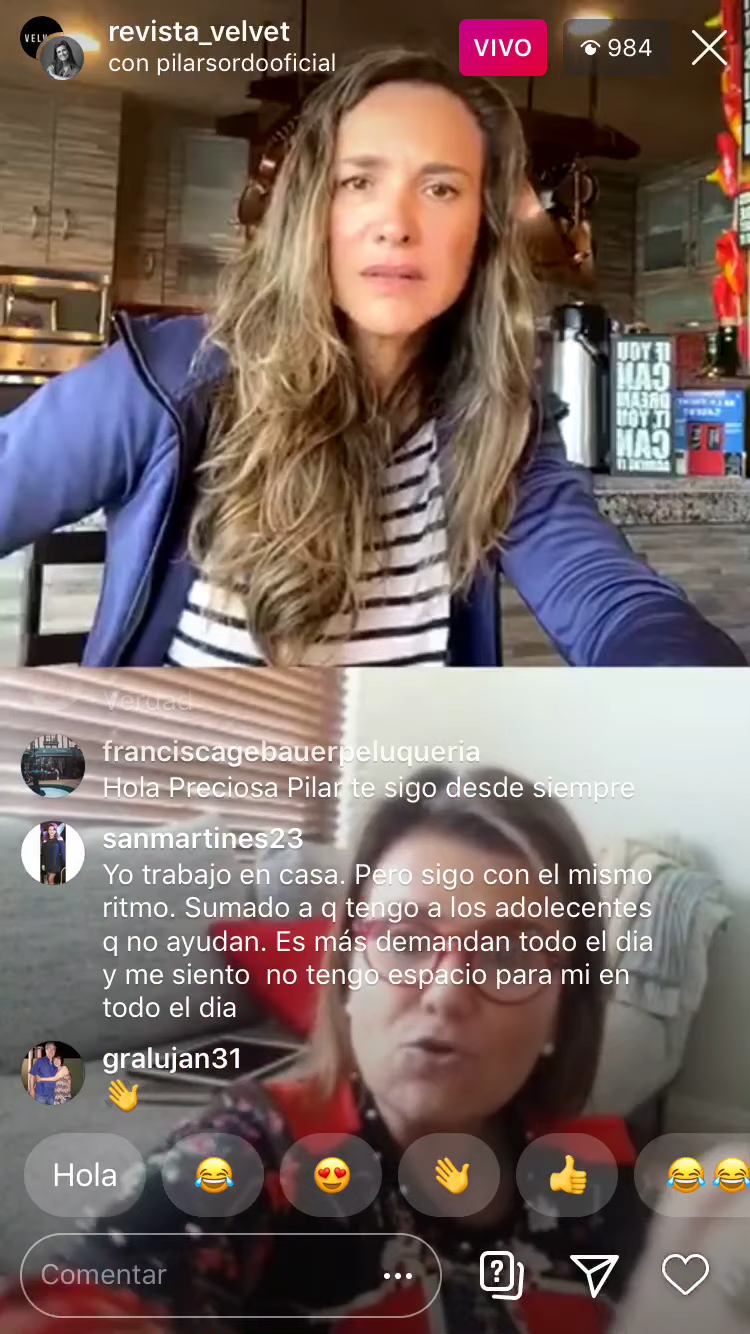 VELV
revista_velvet
con pilarsordooficial
VIVO
984
IF YOU
CAN
DREAM
IT, YOU
CAN
Verdad
franciscagebauerpeluqueria
Hola Preciosa Pilar te sigo desde siempre
sanmartines23
Yo trabajo en casa. Pero sigo con el mismo
ritmo. Sumado a q tengo a los adolecentes
q no ayudan. Es más demandan todo el dia
y me siento  no tengo espacio para mi en
todo el dia
gralujan31
👋
Hola
😂
😍
👋
👍
😂😂
Comentar